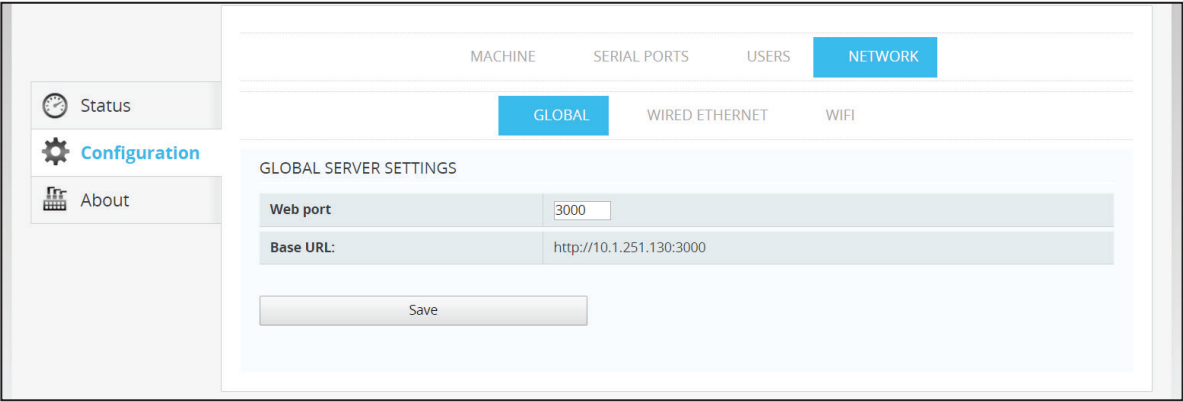 MACHINE SERIAL PORTS USERS NETWORK
Status
GLOBAL WIRED ETHERNET WIFI
Configuration
GLOBAL SERVER SETTINGS
About
Web port 3000
Base URL: http://10.1.251.130:3000
Save